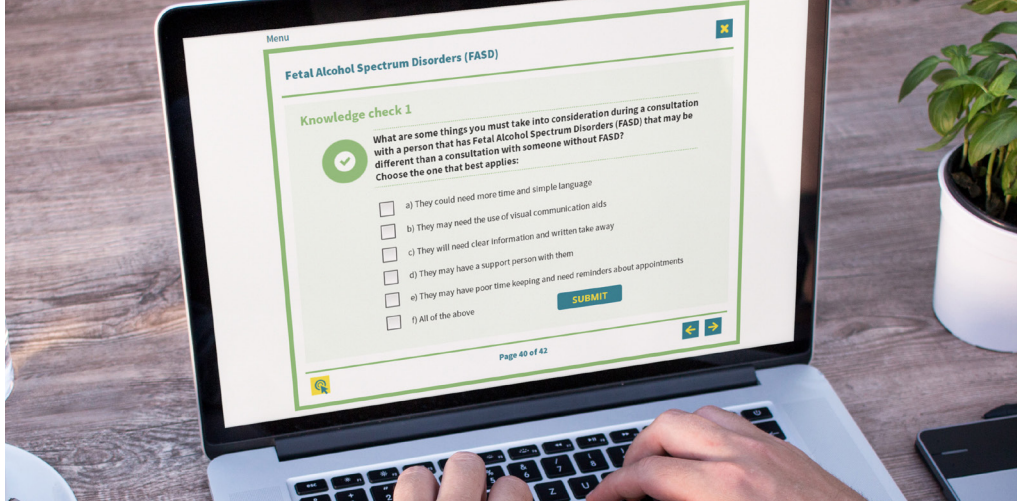 Menu
Fetal Alcohol Spectrum Disorders (FASD)
Knowledge check 1
What are some things you must take into consideration during a consultation
with a person that has Fetal Alcohol Spectrum Disorders (FASD) that may be
different than a consultation with someone without FASD?
Choose the one that best applies:
a) They could need more time and simple language
b) They may need the use of visual communication aids
c) They will need clear information and written take away
d) They may have a support person with them
e) They may have poor time keeping and need reminders about appointments
f) All of the above
SUBMIT
Page 40 of 42
esc
6
7
8
Z
U